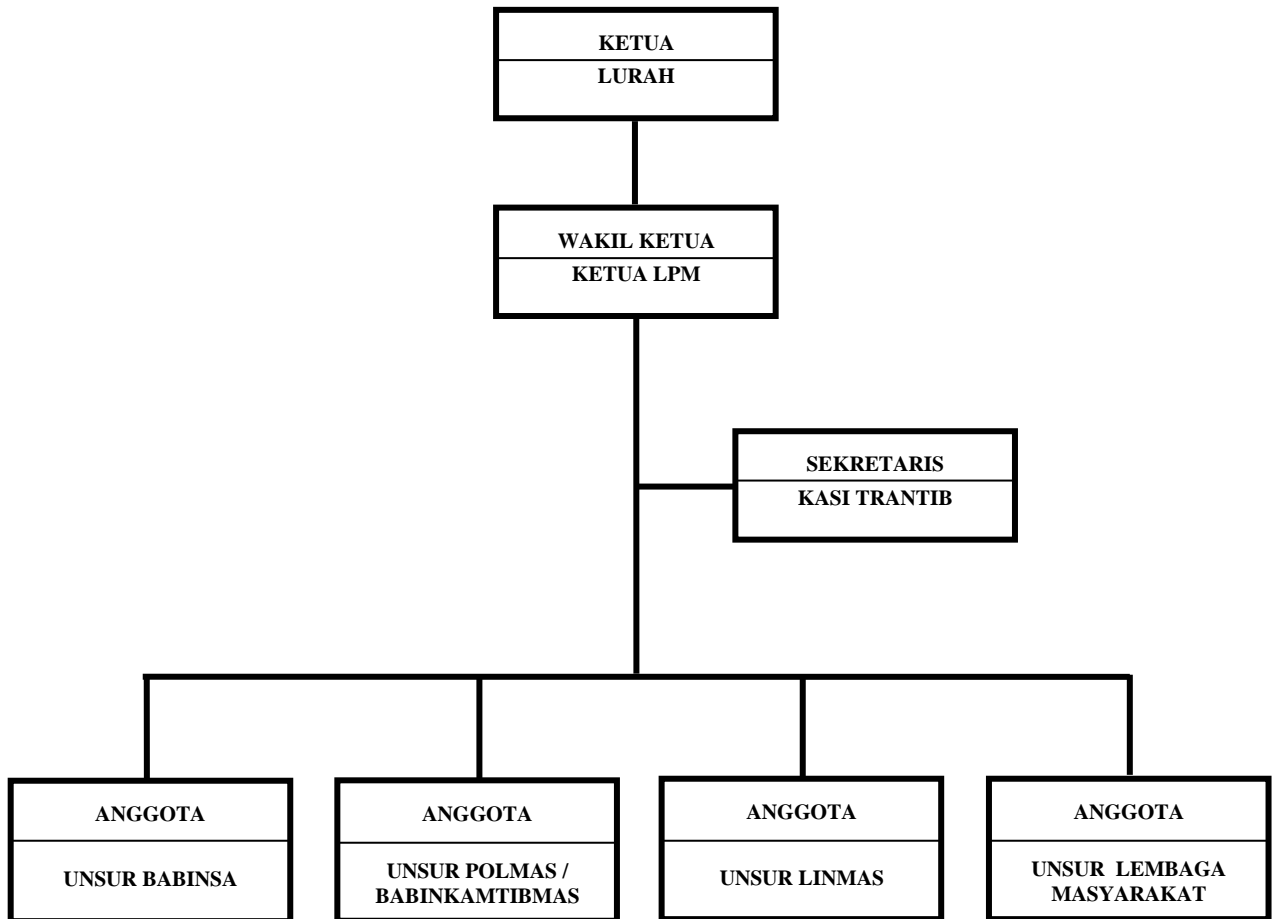 KETUA
LURAH
WAKIL KETUA
KETUA LPM
SEKRETARIS
KASI TRANTIB
ANGGOTA
UNSUR BABINSA
ANGGOTA
UNSUR POLMAS /
BABINKAMTIBMAS
ANGGOTA
UNSUR LINMAS
ANGGOTA
UNSUR LEMBAGA
MASYARAKAT